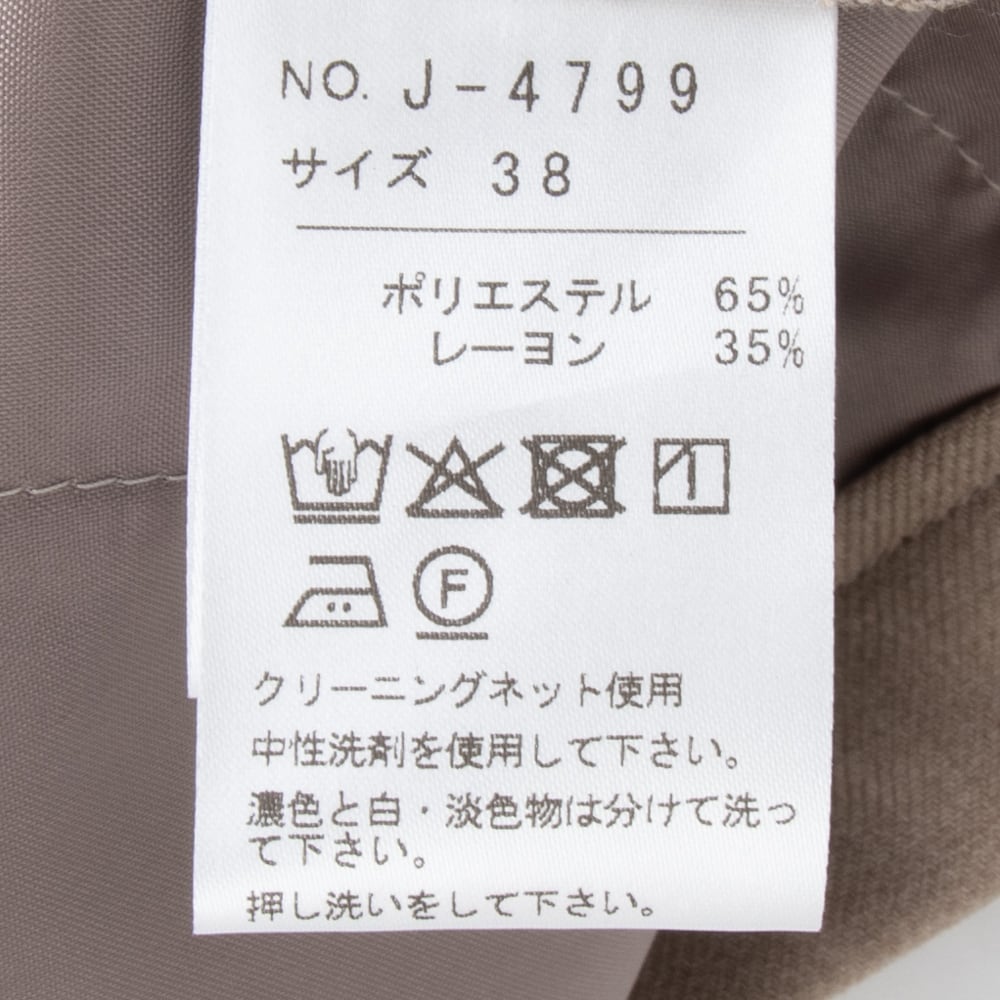 NO. J-4799
サイズ 38
ポリエステル 65%
レーヨン 35%
F
クリーニングネット使用
中性洗剤を使用して下さい。
濃色と白・淡色物は分けて洗っ
て下さい。
押し洗いをして下さい。